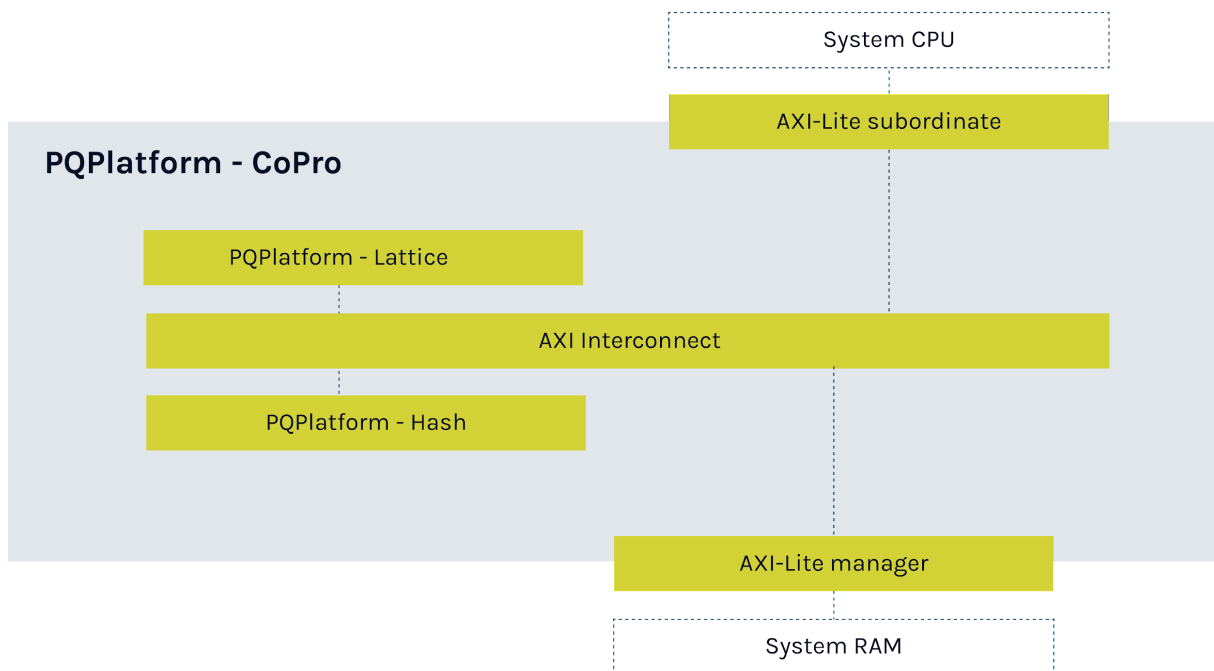 System CPU
AXI-Lite subordinate
PQPlatform - CoPro
PQPlatform - Lattice
AXI Interconnect
PQPlatform - Hash
AXI-Lite manager
System RAM